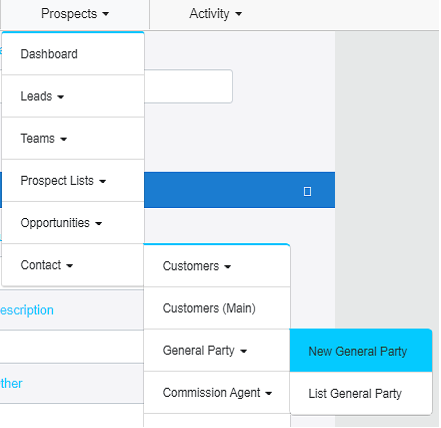 Prospects
Activity
Dashboard
Leads
Teams
Prospect Lists
Opportunities
Contact
Customers
Customers (Main)
escription
General Party
New General Party
ther
Commission Agent
List General Party